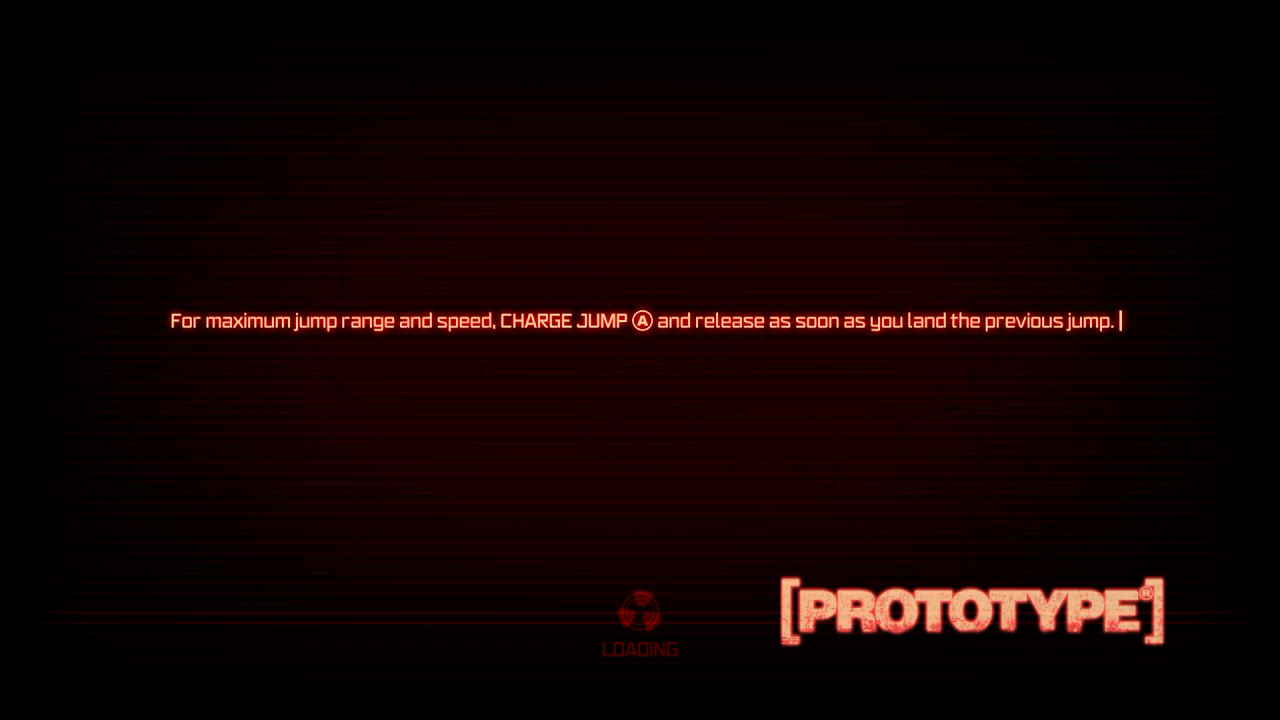 For maximum jump range and speed, CHARGE JUMP Ⓐ and release as soon as you land the previous jump.
[PROTOTYPE®]
LOADING